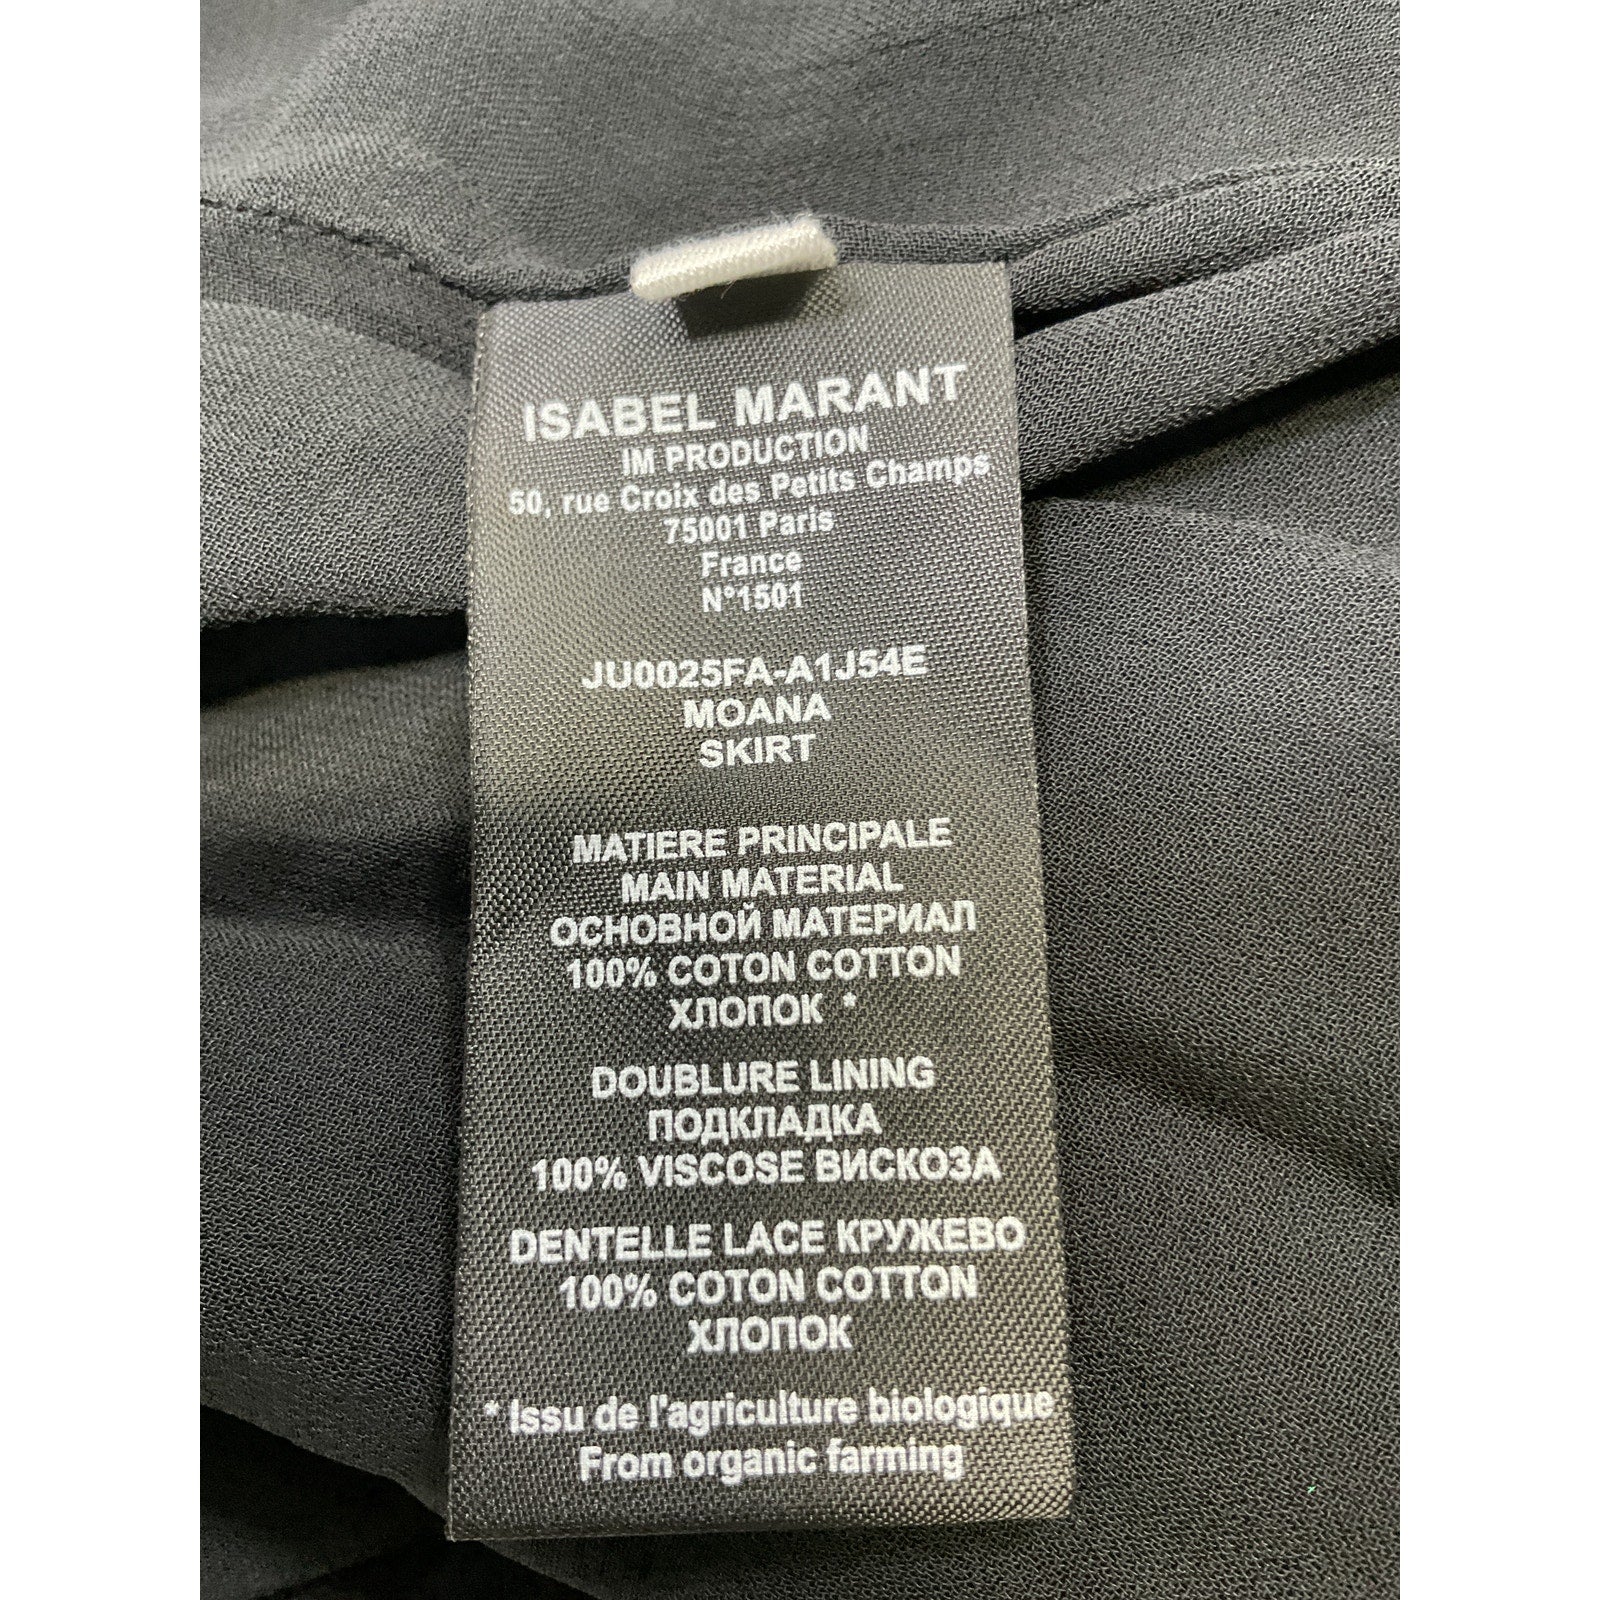 ISABEL MARANT
IM PRODUCTION
50, rue Croix des Petits Champs
75001 Paris
France
N°1501
JU0025FA-A1J54E
MOANA
SKIRT
MATIERE PRINCIPALE
MAIN MATERIAL
ОСНОВНОЙ МАТЕРИАЛ
100% COTON COTTON
ХЛОПОК *
DOUBLURE LINING
ПОДКЛАДКА
100% VISCOSE ВИСКОЗА
DENTELLE LACE КРУЖЕВО
100% COTON COTTON
ХЛОПОК
* Issu de l'agriculture biologique
From organic farming